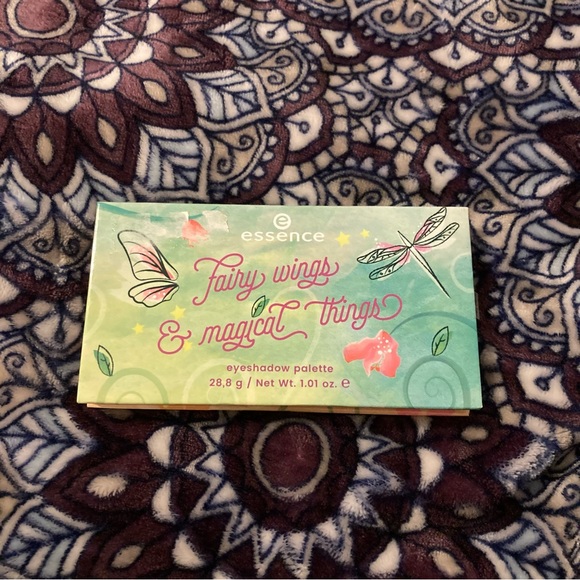 essence
Fairy wings
& magical things
eyeshadow palette
28,8 g / Net Wt. 1.01 oz. ℮